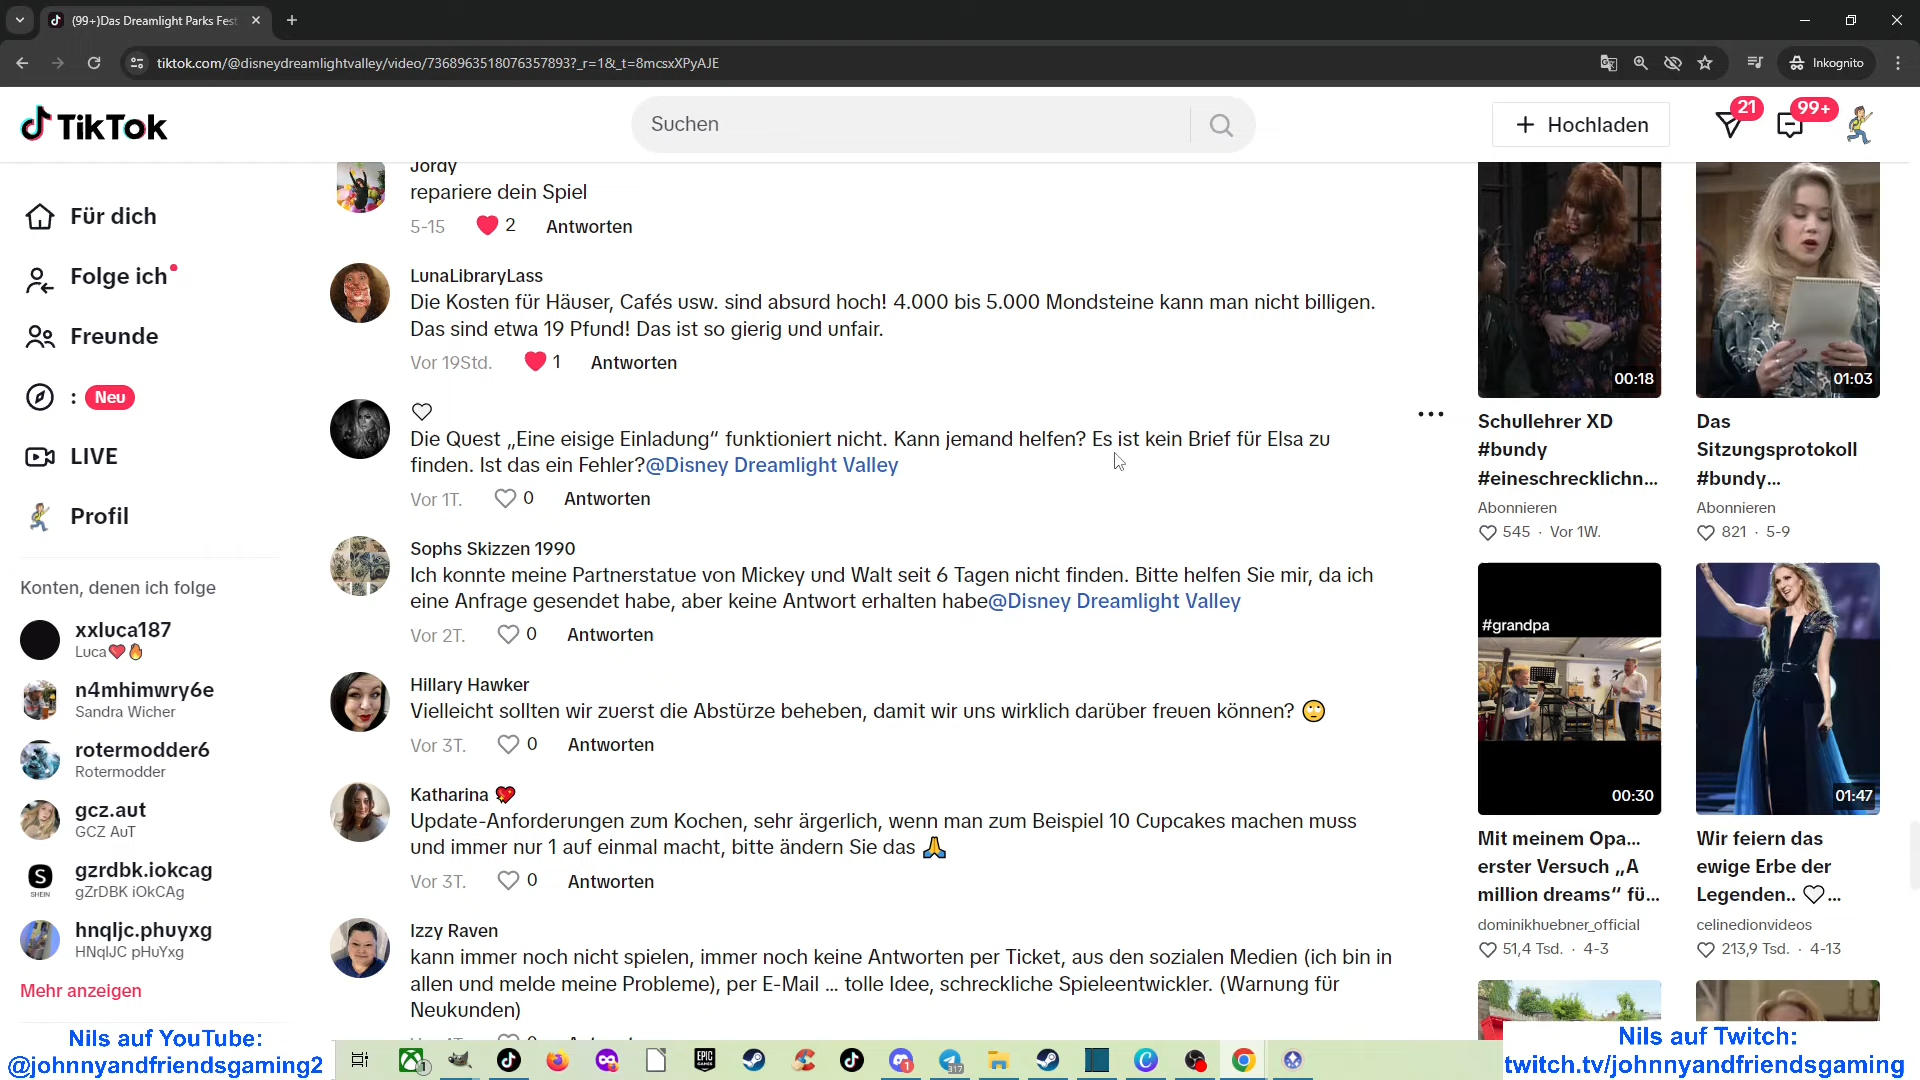 (99+)Das Dreamlight Parks Fest
tiktok.com/@disneydreamlightvalley/video/7368963518076357893?_r=1&_t=8mcsxXPyAJE
Inkognito
TikTok
Suchen
Hochladen
21
99+
Für dich
Folge ich
Freunde
: Neu
LIVE
Profil
Konten, denen ich folge
xxluca187
Luca❤️🔥
n4mhimwry6e
Sandra Wicher
rotermodder6
Rotermodder
gcz.aut
GCZ AuT
gzrdbk.iokcag
gZrDBK iOkCAg
hnqljc.phuyxg
HNqlJC pHuYxg
Mehr anzeigen
Jordy
repariere dein Spiel
5-15 2 Antworten
LunaLibraryLass
Die Kosten für Häuser, Cafés usw. sind absurd hoch! 4.000 bis 5.000 Mondsteine kann man nicht billigen.
Das sind etwa 19 Pfund! Das ist so gierig und unfair.
Vor 19Std. 1 Antworten
♡
Die Quest „Eine eisige Einladung“ funktioniert nicht. Kann jemand helfen? Es ist kein Brief für Elsa zu
finden. Ist das ein Fehler?@Disney Dreamlight Valley
Vor 1T. 0 Antworten
Sophs Skizzen 1990
Ich konnte meine Partnerstatue von Mickey und Walt seit 6 Tagen nicht finden. Bitte helfen Sie mir, da ich
eine Anfrage gesendet habe, aber keine Antwort erhalten habe@Disney Dreamlight Valley
Vor 2T. 0 Antworten
Hillary Hawker
Vielleicht sollten wir zuerst die Abstürze beheben, damit wir uns wirklich darüber freuen können? 🙄
Vor 3T. 0 Antworten
Katharina 💖
Update-Anforderungen zum Kochen, sehr ärgerlich, wenn man zum Beispiel 10 Cupcakes machen muss
und immer nur 1 auf einmal macht, bitte ändern Sie das 🙏
Vor 3T. 0 Antworten
Izzy Raven
kann immer noch nicht spielen, immer noch keine Antworten per Ticket, aus den sozialen Medien (ich bin in
allen und melde meine Probleme), per E-Mail ... tolle Idee, schreckliche Spieleentwickler. (Warnung für
Neukunden)
00:18
Schullehrer XD
#bundy
#eineschrecklichn...
Abonnieren
545 · Vor 1W.
01:03
Das
Sitzungsprotokoll
#bundy...
Abonnieren
821 · 5-9
#grandpa
00:30
Mit meinem Opa...
erster Versuch „A
million dreams“ fü...
dominikhuebner_official
51,4 Tsd. · 4-3
01:47
Wir feiern das
ewige Erbe der
Legenden.. ♡...
celinedionvideos
213,9 Tsd. · 4-13
Nils auf YouTube:
@johnnyandfriendsgaming2
Nils auf Twitch:
twitch.tv/johnnyandfriendsgaming